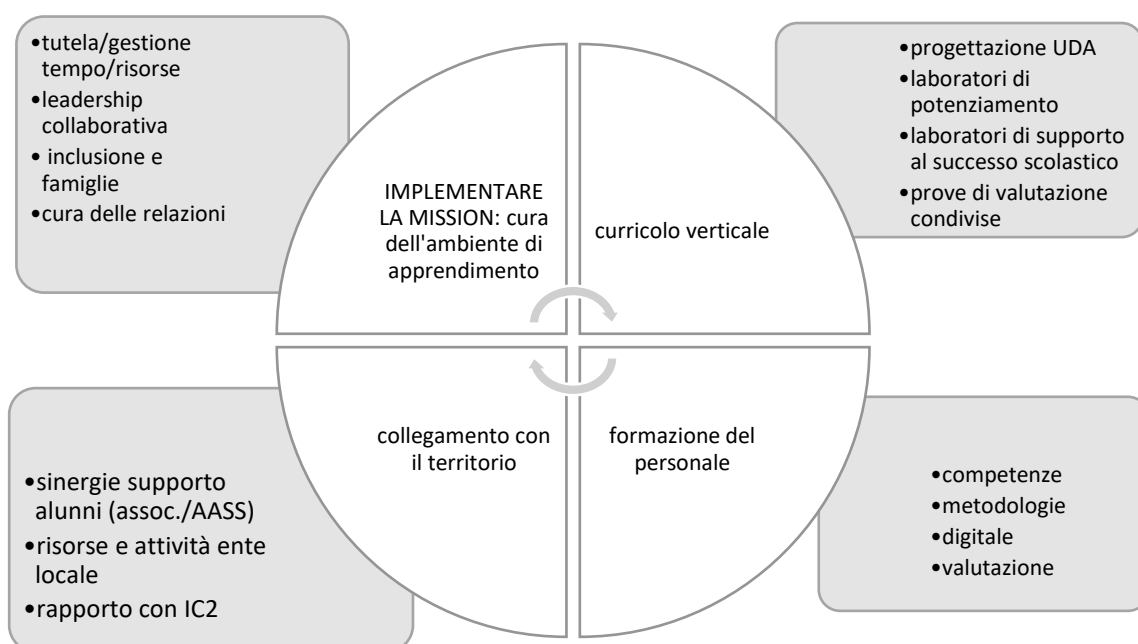 •tutela/gestione
tempo/risorse
•leadership
collaborativa
• inclusione e
famiglie
•cura delle relazioni
IMPLEMENTARE
LA MISSION: cura
dell'ambiente di
apprendimento
curricolo verticale
•progettazione UDA
•laboratori di
potenziamento
•laboratori di supporto
al successo scolastico
•prove di valutazione
condivise
•sinergie supporto
alunni (assoc./AASS)
•risorse e attività ente
locale
•rapporto con IC2
collegamento con
il territorio
formazione del
personale
•competenze
•metodologie
•digitale
•valutazione